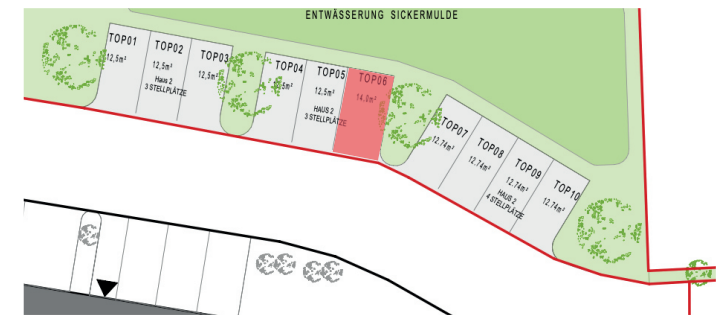 ENTWÄSSERUNG SICKERMULDE
TOP01
12,5m²
TOP02
12,5m²
Haus 2
3 STELLPLÄTZE
TOP03
12,5m²
TOP04
TOP05
12.5m²
HAUS 2
3 STELLPLÄTZE
TOP06
14,0m²
TOP07
12.74m²
TOP08
12.74m²
TOP09
12.74m²
HAUS 2
4 STELLPLÄTZE
TOP10
12.74m²